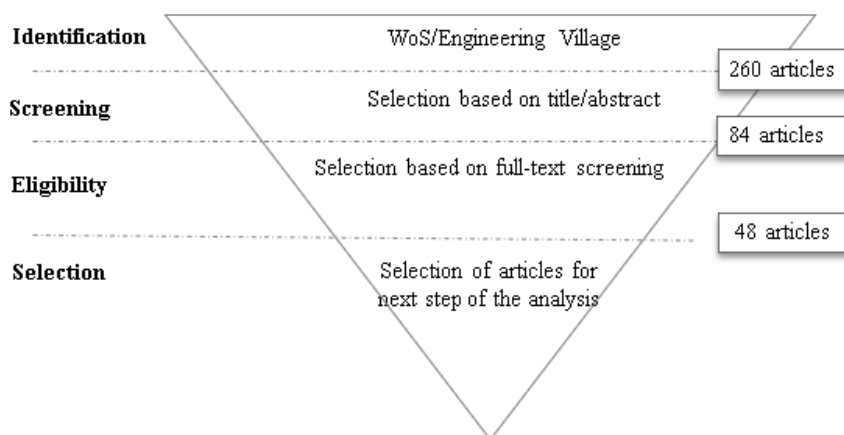 Identification
WoS/Engineering Village
260 articles
Screening
Selection based on title/abstract
84 articles
Eligibility
Selection based on full-text screening
48 articles
Selection
Selection of articles for
next step of the analysis